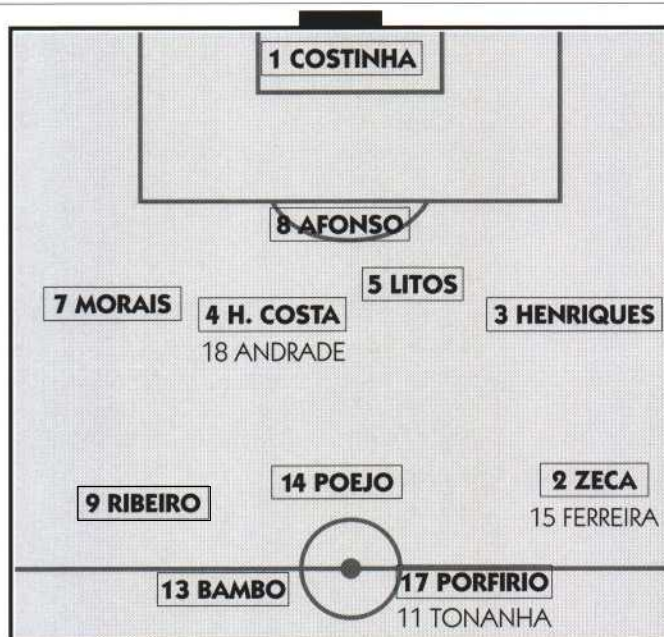 1 COSTINHA
8 AFONSO
5 LITOS
7 MORAIS
4 H. COSTA
18 ANDRADE
3 HENRIQUES
14 POEJO
2 ZECA
15 FERREIRA
9 RIBEIRO
13 BAMBO
17 PORFIRIO
11 TONANHA